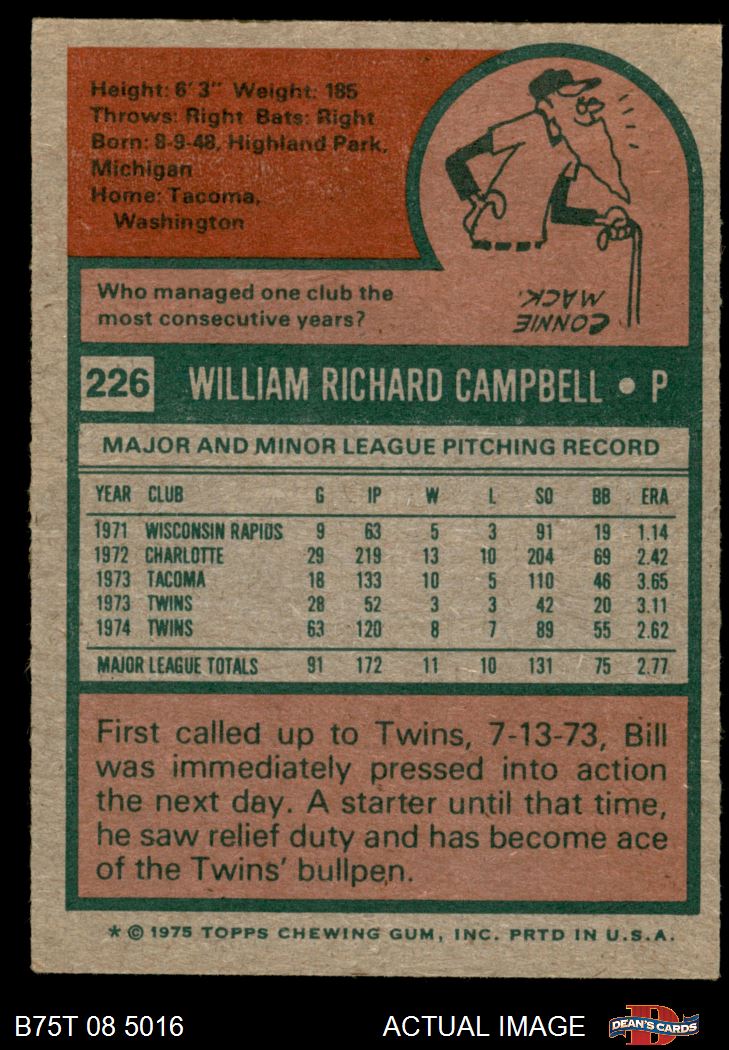 Height: 6'3" Weight: 185
Throws: Right Bats: Right
Born: 8-9-48, Highland Park,
Michigan
Home: Tacoma,
Washington
Who managed one club the
most consecutive years?
CONNIE
MACK.
226 WILLIAM RICHARD CAMPBELL • P
MAJOR AND MINOR LEAGUE PITCHING RECORD
YEAR CLUB G IP W L SO BB ERA
1971 WISCONSIN RAPIDS 9 63 5 3 91 19 1.14
1972 CHARLOTTE 29 219 13 10 204 69 2.42
1973 TACOMA 18 133 10 5 110 46 3.65
1973 TWINS 28 52 3 3 42 20 3.11
1974 TWINS 63 120 8 7 89 55 2.62
MAJOR LEAGUE TOTALS 91 172 11 10 131 75 2.77
First called up to Twins, 7-13-73, Bill
was immediately pressed into action
the next day. A starter until that time,
he saw relief duty and has become ace
of the Twins' bullpen.
* © 1975 TOPPS CHEWING GUM, INC. PRTD IN U.S.A.
B75T 08 5016 ACTUAL IMAGE D DEAN'S CARDS